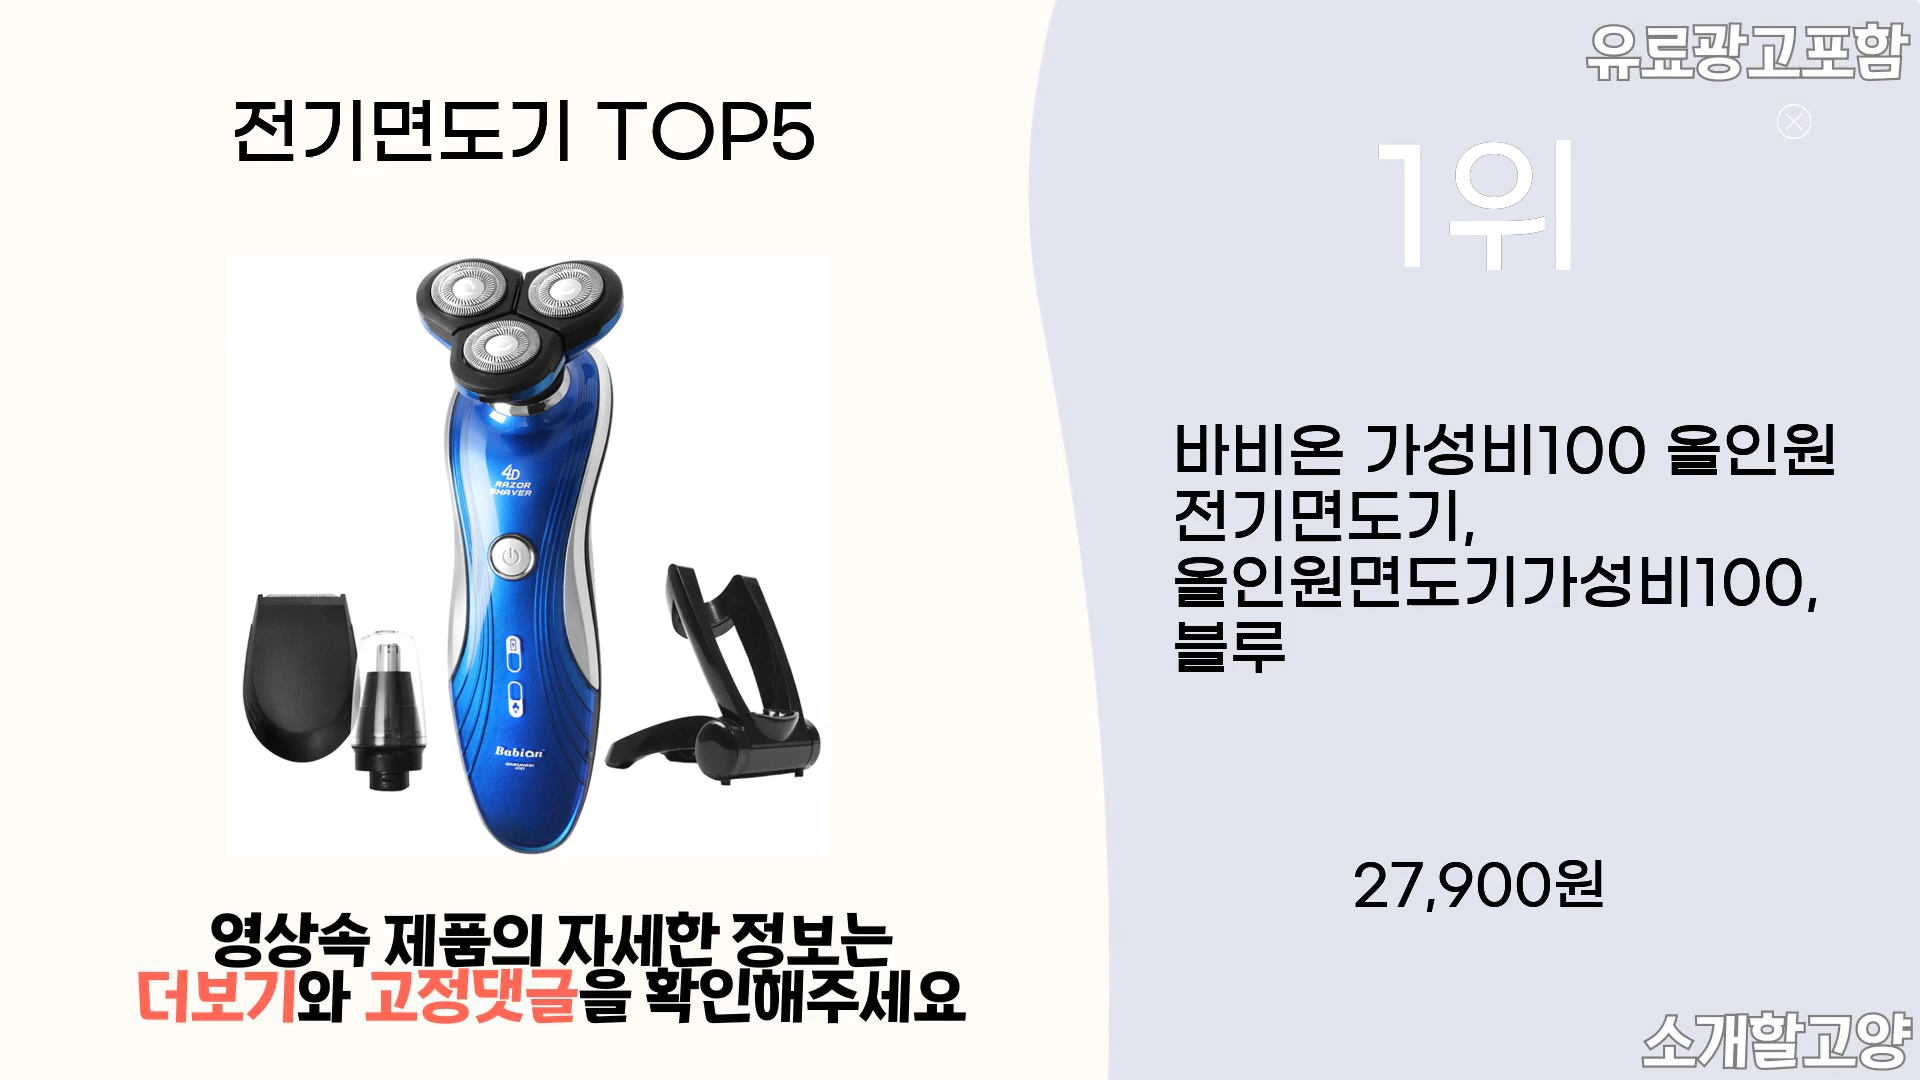 유료광고포함
전기면도기 TOP5
1위
4D
RAZOR
SHAVER
Babion
바비온 가성비100 올인원
전기면도기,
올인원면도기가성비100,
블루
27,900원
영상속 제품의 자세한 정보는
더보기와 고정댓글을 확인해주세요
소개할고양